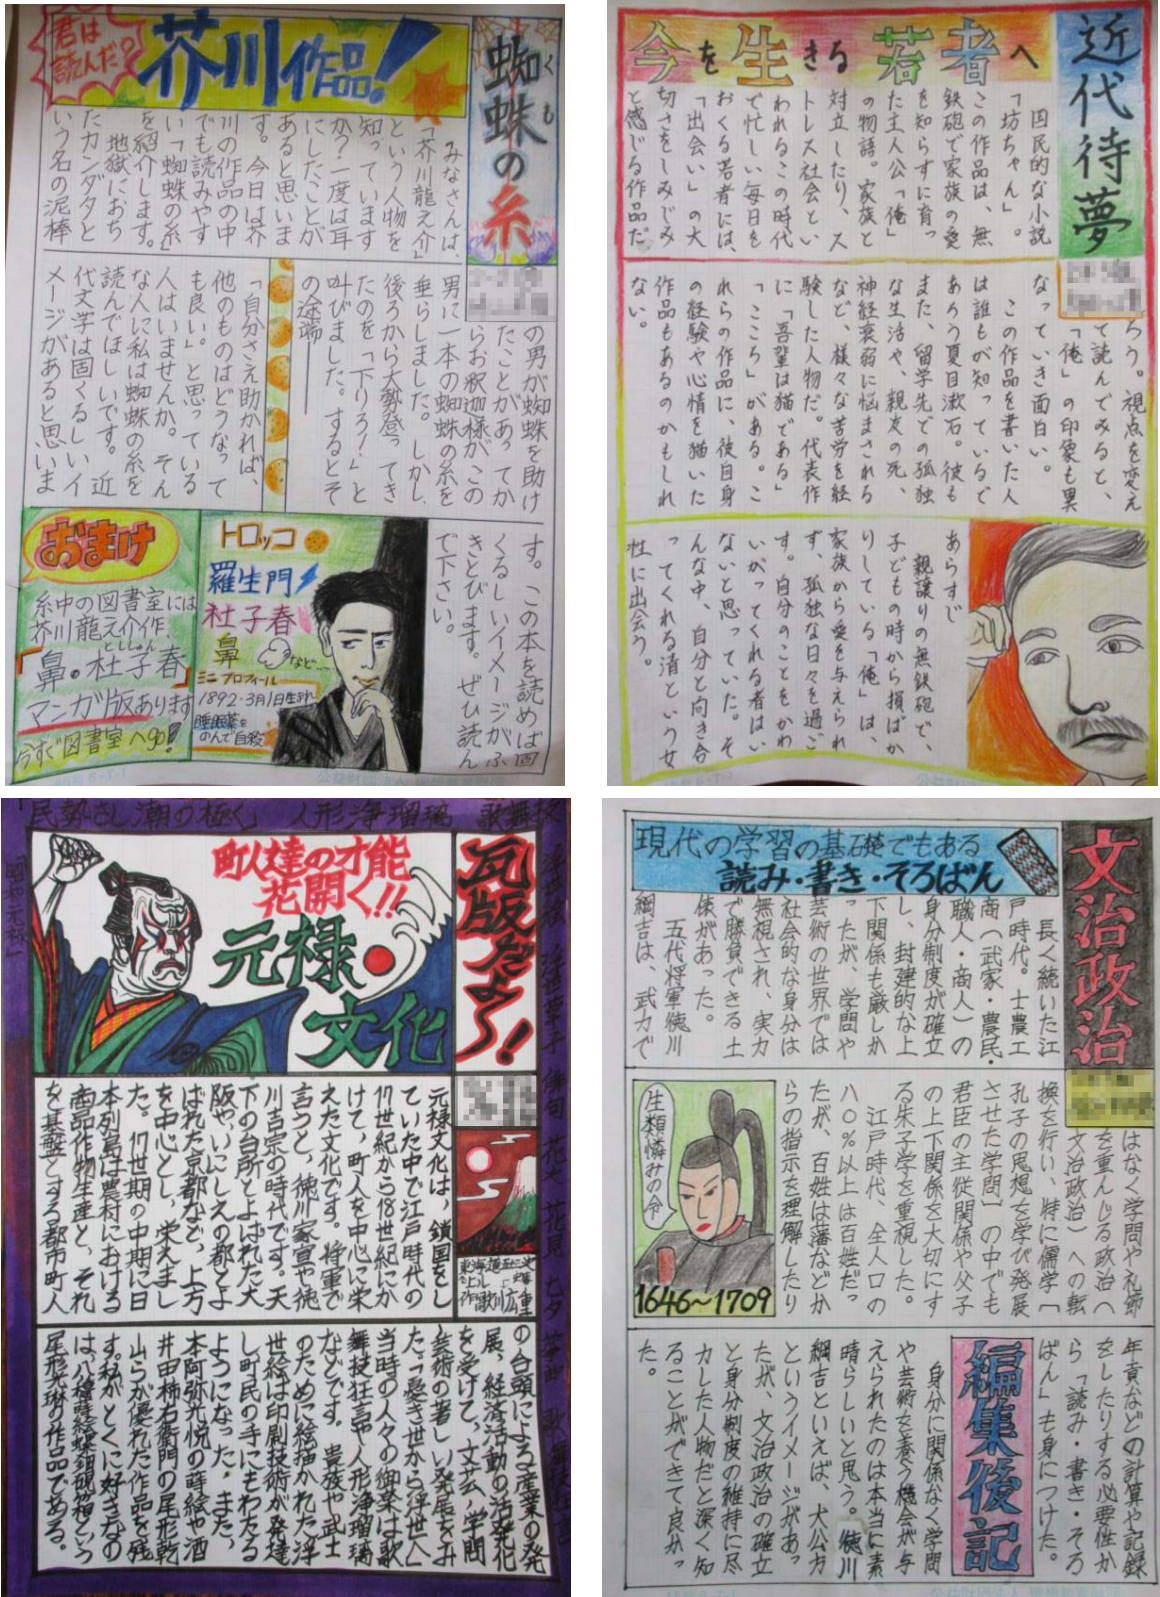 君は
読んだ?
芥川作品!
蜘蛛の糸
くも
みなさんは、
「芥川龍之介」
という人物を
知っています
か?一度は耳
にしたことが
あると思いま
す。今日は芥
川の作品の中
でも読みやす
い「蜘蛛の糸」
を紹介します。
地獄におち
たカンダタと
いう名の泥棒
の男が蜘蛛を助け
たことがあってか
らお釈迦様がこの
男に一本の蜘蛛の糸を
垂らしました。しかし、
後ろから大勢登ってき
たのを「下りろ!」と
叫びました。するとそ
の途端――
「自分さえ助かれば、
他のものはどうなって
も良い。」と思っている
人はいませんか。そん
な人に私は蜘蛛の糸を
読んでほしいです。近
代文学は固くるしいイ
メージがあると思いま
す。この本を読めば固
くるしいイメージがふ
きとびます。ぜひ読ん
で下さい。
トロッコ
羅生門
杜子春
鼻
など…
ミニプロフィール
1892・3月1日生まれ
睡眠薬を
のんで自殺
おまけ
糸中の図書室には
芥川龍之介作、
とししゅん
「鼻。杜子春」
マンガ版あります
今すぐ図書室へGO!!
近代待夢
今を生きる若者へ
国民的な小説
「坊ちゃん」。
この作品は、無
鉄砲で家族の愛
を知らずに育っ
た主人公「俺」
の物語。家族と
対立したり、ス
トレス社会とい
われるこの時代
で忙しい毎日を
おくる若者には、
「出会い」の大
切さをしみじみ
と感じる作品だ
ろう。視点を変え
て読んでみると、
「俺」の印象も異
なっていき面白い。
この作品を書いた人
は誰もが知っているで
あろう夏目漱石。彼も
また、留学先での孤独
な生活や、親友の死、
神経衰弱に悩まされる
など、様々な苦労を経
験した人物だ。代表作
に「吾輩は猫である」
「こころ」がある。こ
れらの作品に、彼自身
の経験や心情を描いた
作品もあるのかもしれ
ない。
あらすじ
親譲りの無鉄砲で、
子どもの時から損ばか
りしている「俺」は、
家族から愛を与えられ
ず、孤独な日々を過ご
す。自分のことをかわ
いがってくれる者はい
ないと思っていた。そ
んな中、自分と向き合
ってくれる清という女
性に出会う。
人形浄瑠璃 歌舞伎
瓦版だよ〜!
町人達の才能
花開く!!
元禄
文化
元禄文化は、鎖国をし
ていた中で江戸時代の
17世紀から18世紀にか
けて、町人を中心に栄
えた文化です。将軍で
言うと、徳川家宣や徳
川吉宗の時代です。天
下の台所とよばれた大
阪や、いにしえの都とよ
ばれた京都など、上方
を中心とし、栄えまし
た。17世期の中期に日
本列島は農村における
商品作物生産と、それ
を基盤とする都市町人
の台頭による産業の発
展、経済活動の活発化
を受けて、文芸、学問
、芸術の著しい発展をみ
た。「憂き世から浮世へ」
当時の人々の御楽は歌
舞伎狂言や人形浄瑠璃
などです。貴族や武士
のために絵描かれた浮
世絵は印刷技術が発達
し町民の手にもわたる
ようになった。また、
本阿弥光悦の蒔絵や酒
井田柿右衛門の尾形乾
山らが優れた作品を残
す。私がとくに好きなの
は、八橋蒔絵螺鈿硯箱という
尾形光琳の作品である。
文治政治
現代の学習の基礎でもある
読み・書き・そろばん
長く続いた江
戸時代。士農工
商(武家・農民・
職人・商人)の
身分制度が確立
し、封建的な上
下関係も厳しか
ったが、学問や
芸術の世界では
社会的な身分は
無視され、実力
で勝負できる土
俵があった。
五代将軍徳川
綱吉は、武力で
はなく学問や礼節
を重んじる政治(
文治政治)への転
換を行い、特に儒学[
孔子の思想を学び発展
させた学問]の中でも
君臣の主従関係や父子
の上下関係を大切にす
る朱子学を重視した。
江戸時代、全人口の
八〇%以上は百姓だっ
たが、百姓は藩などか
らの指示を理解したり
生類憐みの令
1646〜1709
年貢などの計算や記録
をしたりする必要性か
ら「読み・書き・そろ
ばん」も身につけた。
編集後記
身分に関係なく学問
や芸術を養う機会が与
えられたのは本当に素
晴らしいと思う。徳川
綱吉といえば、犬公方
というイメージがあっ
たが、文治政治の確立
と身分制度の維持に尽
力した人物だと深く知
ることができて良かっ
た。